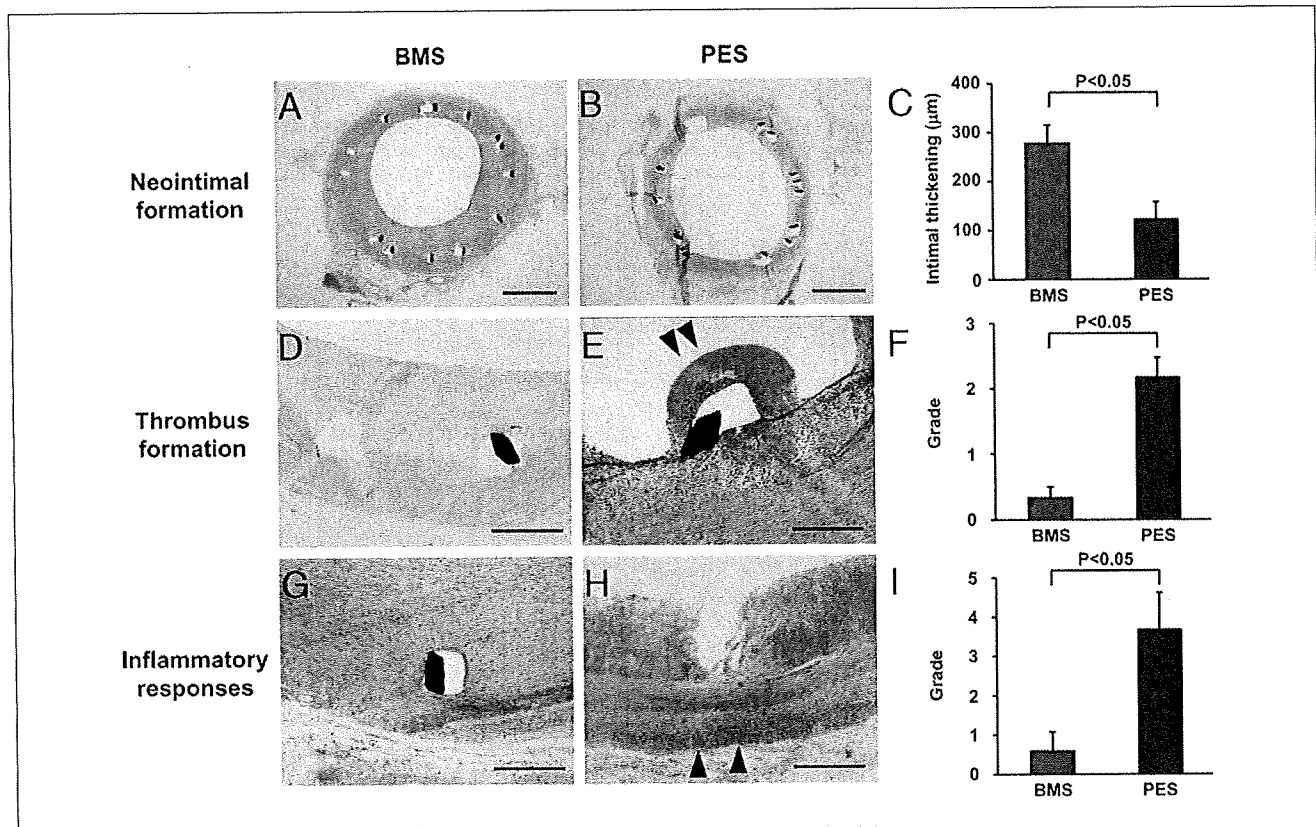 BMS
PES
Neointimal
formation
A
B
C
Intimal thickening (μm)
400
300
200
100
0
P<0.05
BMS
PES
Thrombus
formation
D
E
F
Grade
3
2
1
0
P<0.05
BMS
PES
Inflammatory
responses
G
H
I
Grade
5
4
3
2
1
0
P<0.05
BMS
PES